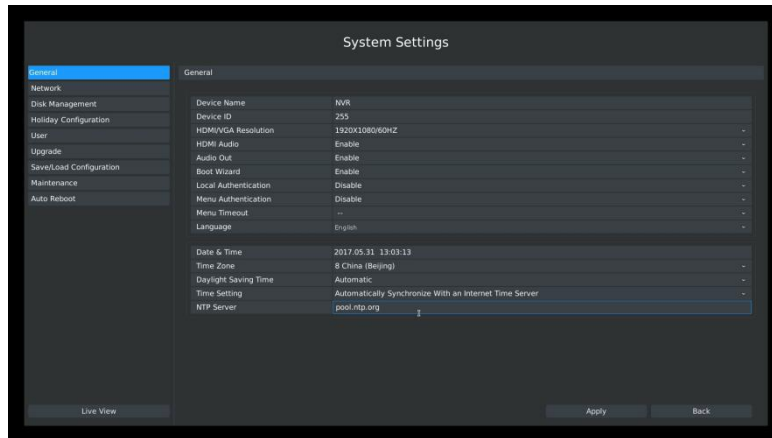 System Settings
General
Network
Disk Management
Holiday Configuration
User
Upgrade
Save/Load Configuration
Maintenance
Auto Reboot
Live View
General
Device Name NVR
Device ID 255
HDMI/VGA Resolution 1920X1080/60HZ
HDMI Audio Enable
Audio Out Enable
Boot Wizard Enable
Local Authentication Disable
Menu Authentication Disable
Menu Timeout --
Language English
Date & Time 2017.05.31 13:03:13
Time Zone 8 China (Beijing)
Daylight Saving Time Automatic
Time Setting Automatically Synchronize With an Internet Time Server
NTP Server pool.ntp.org
Apply Back